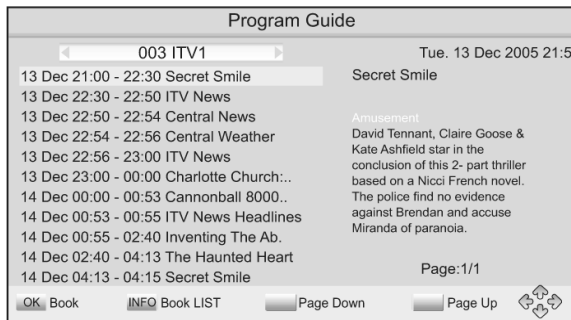 Program Guide
003 ITV1
Tue. 13 Dec 2005 21:5
13 Dec 21:00 - 22:30 Secret Smile
13 Dec 22:30 - 22:50 ITV News
13 Dec 22:50 - 22:54 Central News
13 Dec 22:54 - 22:56 Central Weather
13 Dec 22:56 - 23:00 ITV News
13 Dec 23:00 - 00:00 Charlotte Church:..
14 Dec 00:00 - 00:53 Cannonball 8000..
14 Dec 00:53 - 00:55 ITV News Headlines
14 Dec 00:55 - 02:40 Inventing The Ab.
14 Dec 02:40 - 04:13 The Haunted Heart
14 Dec 04:13 - 04:15 Secret Smile
Secret Smile
Amusement
David Tennant, Claire Goose &
Kate Ashfield star in the
conclusion of this 2- part thriller
based on a Nicci French novel.
The police find no evidence
against Brendan and accuse
Miranda of paranoia.
Page:1/1
OK Book INFO Book LIST Page Down Page Up